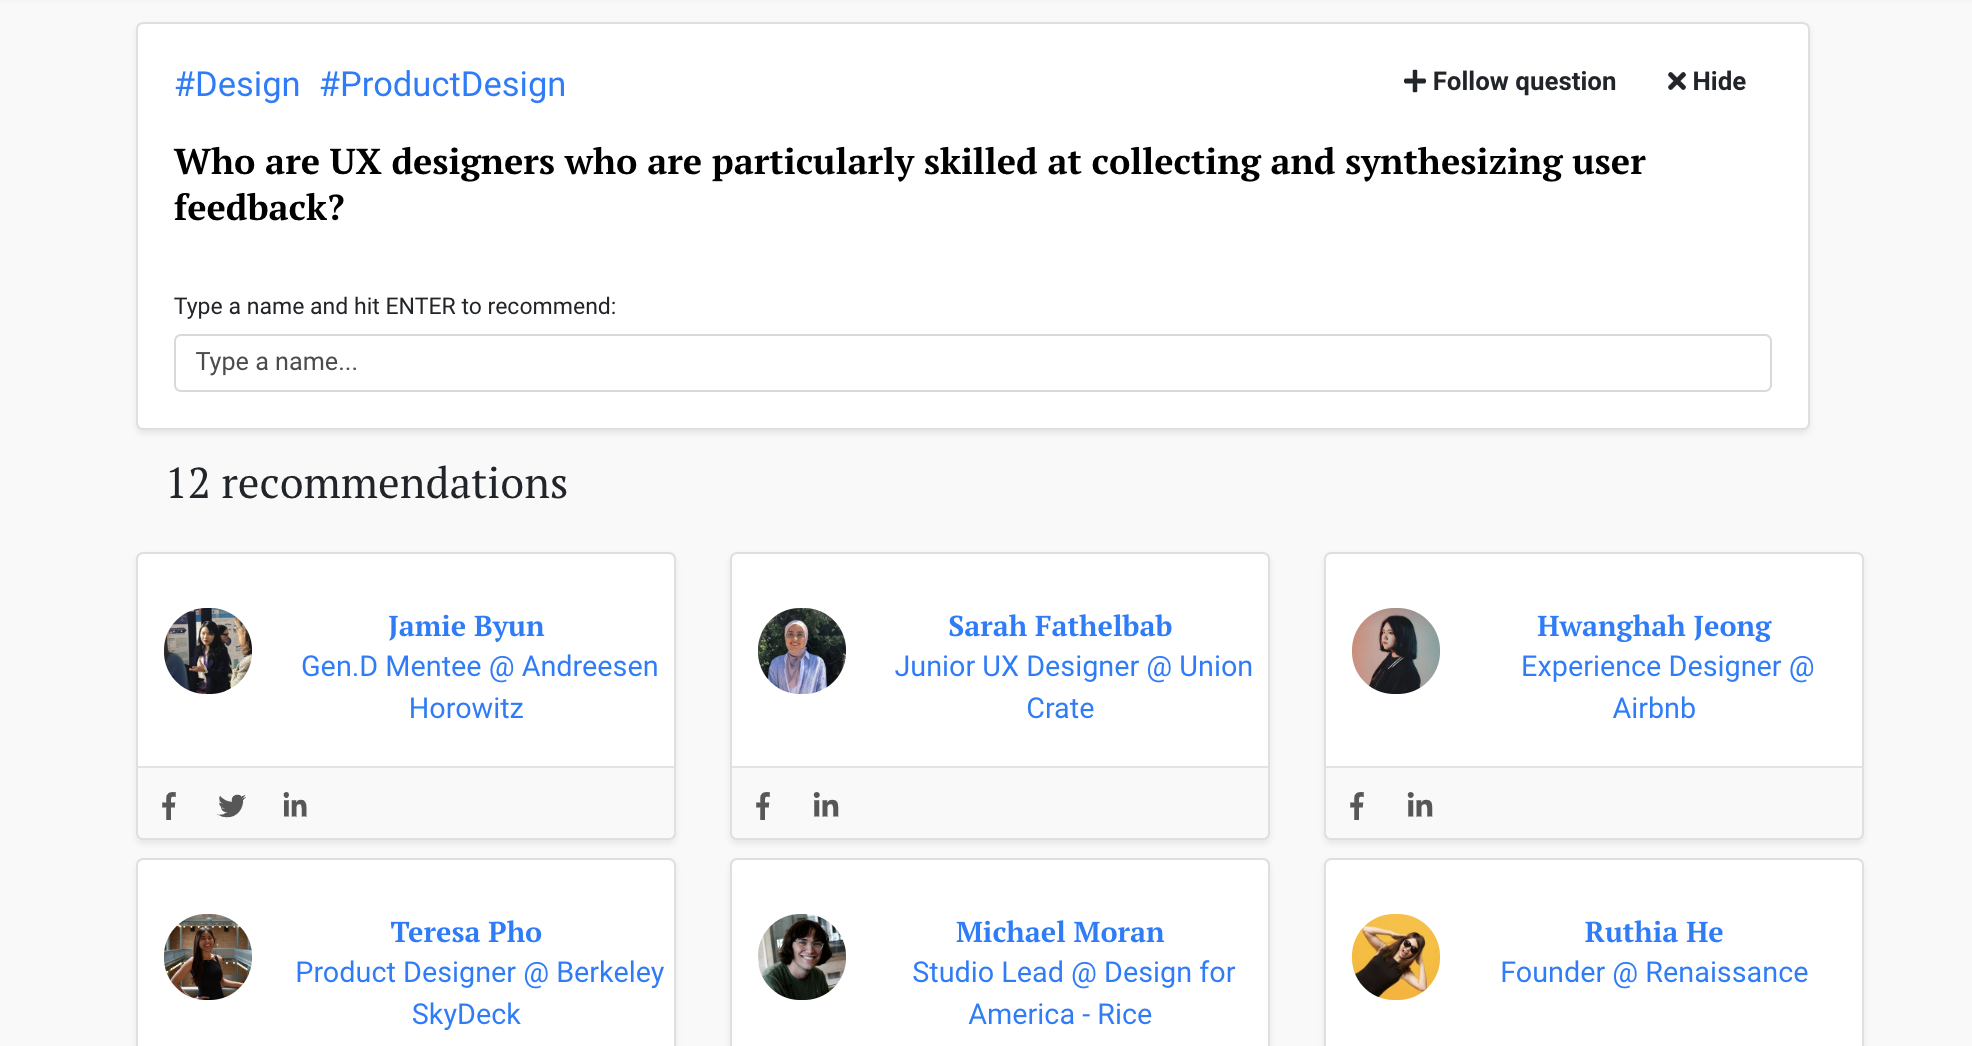 #Design #ProductDesign
Follow question
Hide
Who are UX designers who are particularly skilled at collecting and synthesizing user
feedback?
Type a name and hit ENTER to recommend:
Type a name...
12 recommendations
Jamie Byun
Gen.D Mentee @ Andreesen
Horowitz
Sarah Fathelbab
Junior UX Designer @ Union
Crate
Hwanghah Jeong
Experience Designer @
Airbnb
Teresa Pho
Product Designer @ Berkeley
SkyDeck
Michael Moran
Studio Lead @ Design for
America - Rice
Ruthia He
Founder @ Renaissance